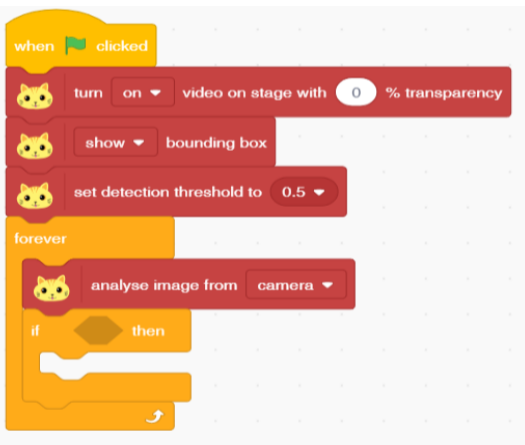 when clicked
turn on video on stage with 0 % transparency
show bounding box
set detection threshold to 0.5
forever
analyse image from camera
if then